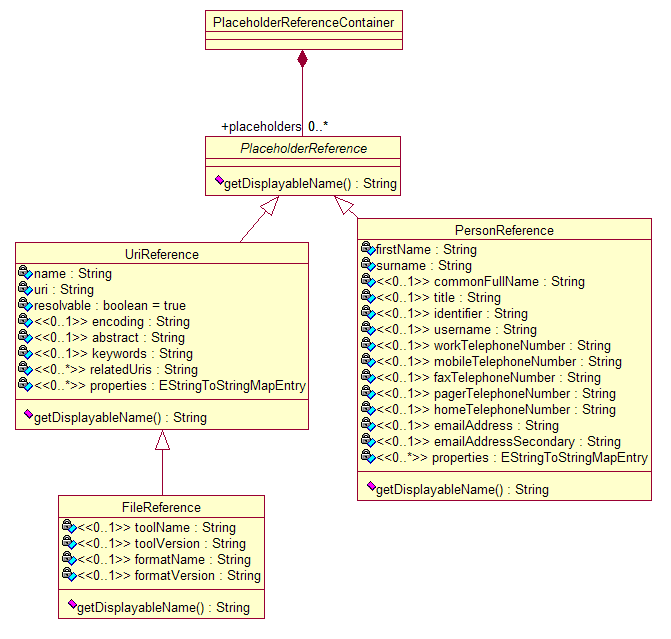 PlaceholderReferenceContainer
+placeholders 0..*
PlaceholderReference
getDisplayableName() : String
UriReference
name : String
uri : String
resolvable : boolean = true
<<0..1>> encoding : String
<<0..1>> abstract : String
<<0..1>> keywords : String
<<0..*>> relatedUris : String
<<0..*>> properties : EStringToStringMapEntry
getDisplayableName() : String
PersonReference
firstName : String
surname : String
<<0..1>> commonFullName : String
<<0..1>> title : String
<<0..1>> identifier : String
<<0..1>> username : String
<<0..1>> workTelephoneNumber : String
<<0..1>> mobileTelephoneNumber : String
<<0..1>> faxTelephoneNumber : String
<<0..1>> pagerTelephoneNumber : String
<<0..1>> homeTelephoneNumber : String
<<0..1>> emailAddress : String
<<0..1>> emailAddressSecondary : String
<<0..*>> properties : EStringToStringMapEntry
getDisplayableName() : String
FileReference
<<0..1>> toolName : String
<<0..1>> toolVersion : String
<<0..1>> formatName : String
<<0..1>> formatVersion : String
getDisplayableName() : String